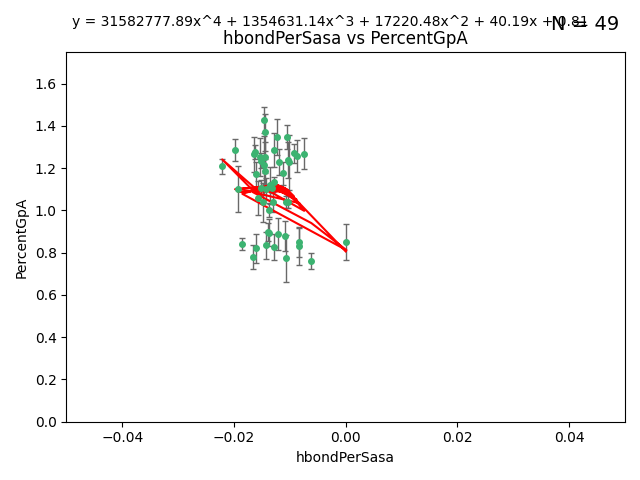 y = 31582777.89x^4 + 1354631.14x^3 + 17220.48x^2 + 40.19x + 0.81
N = 49
hbondPerSasa vs PercentGpA
1.6
1.4
1.2
1.0
0.8
0.6
0.4
0.2
0.0
PercentGpA
−0.04 −0.02 0.00 0.02 0.04
hbondPerSasa